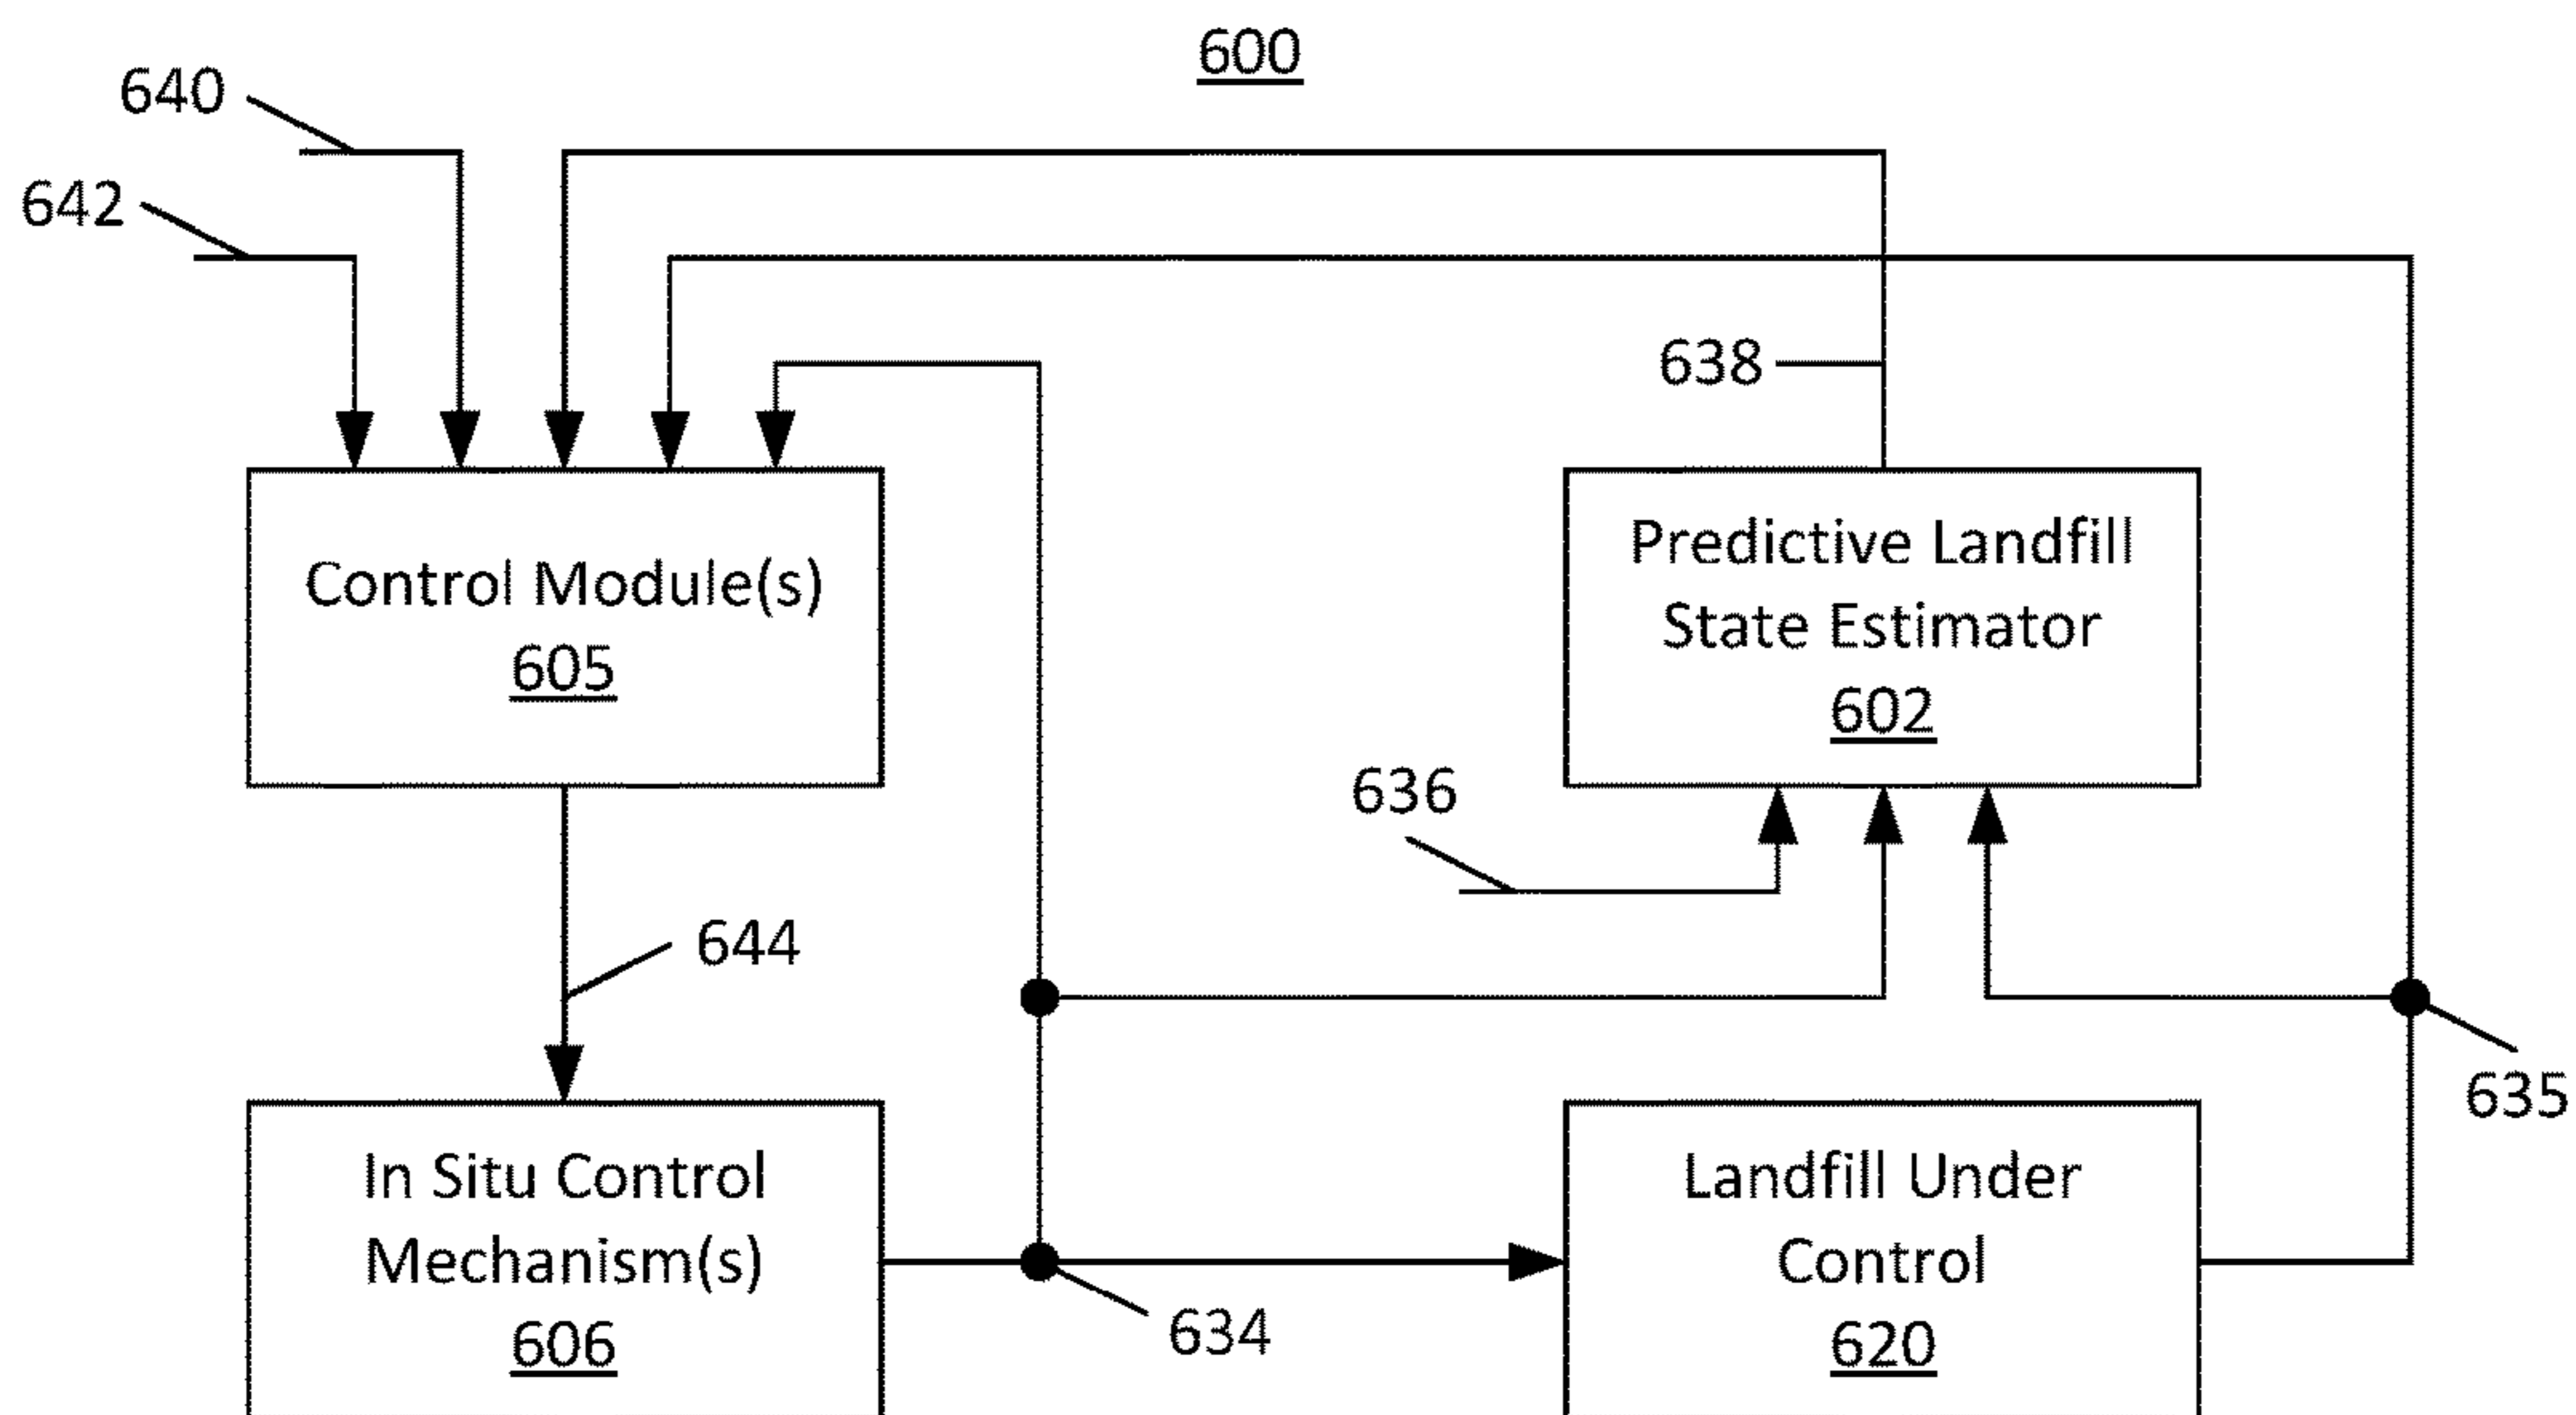 600
640
642
638
Control Module(s)
605
Predictive Landfill
State Estimator
602
636
644
635
In Situ Control
Mechanism(s)
606
634
Landfill Under
Control
620